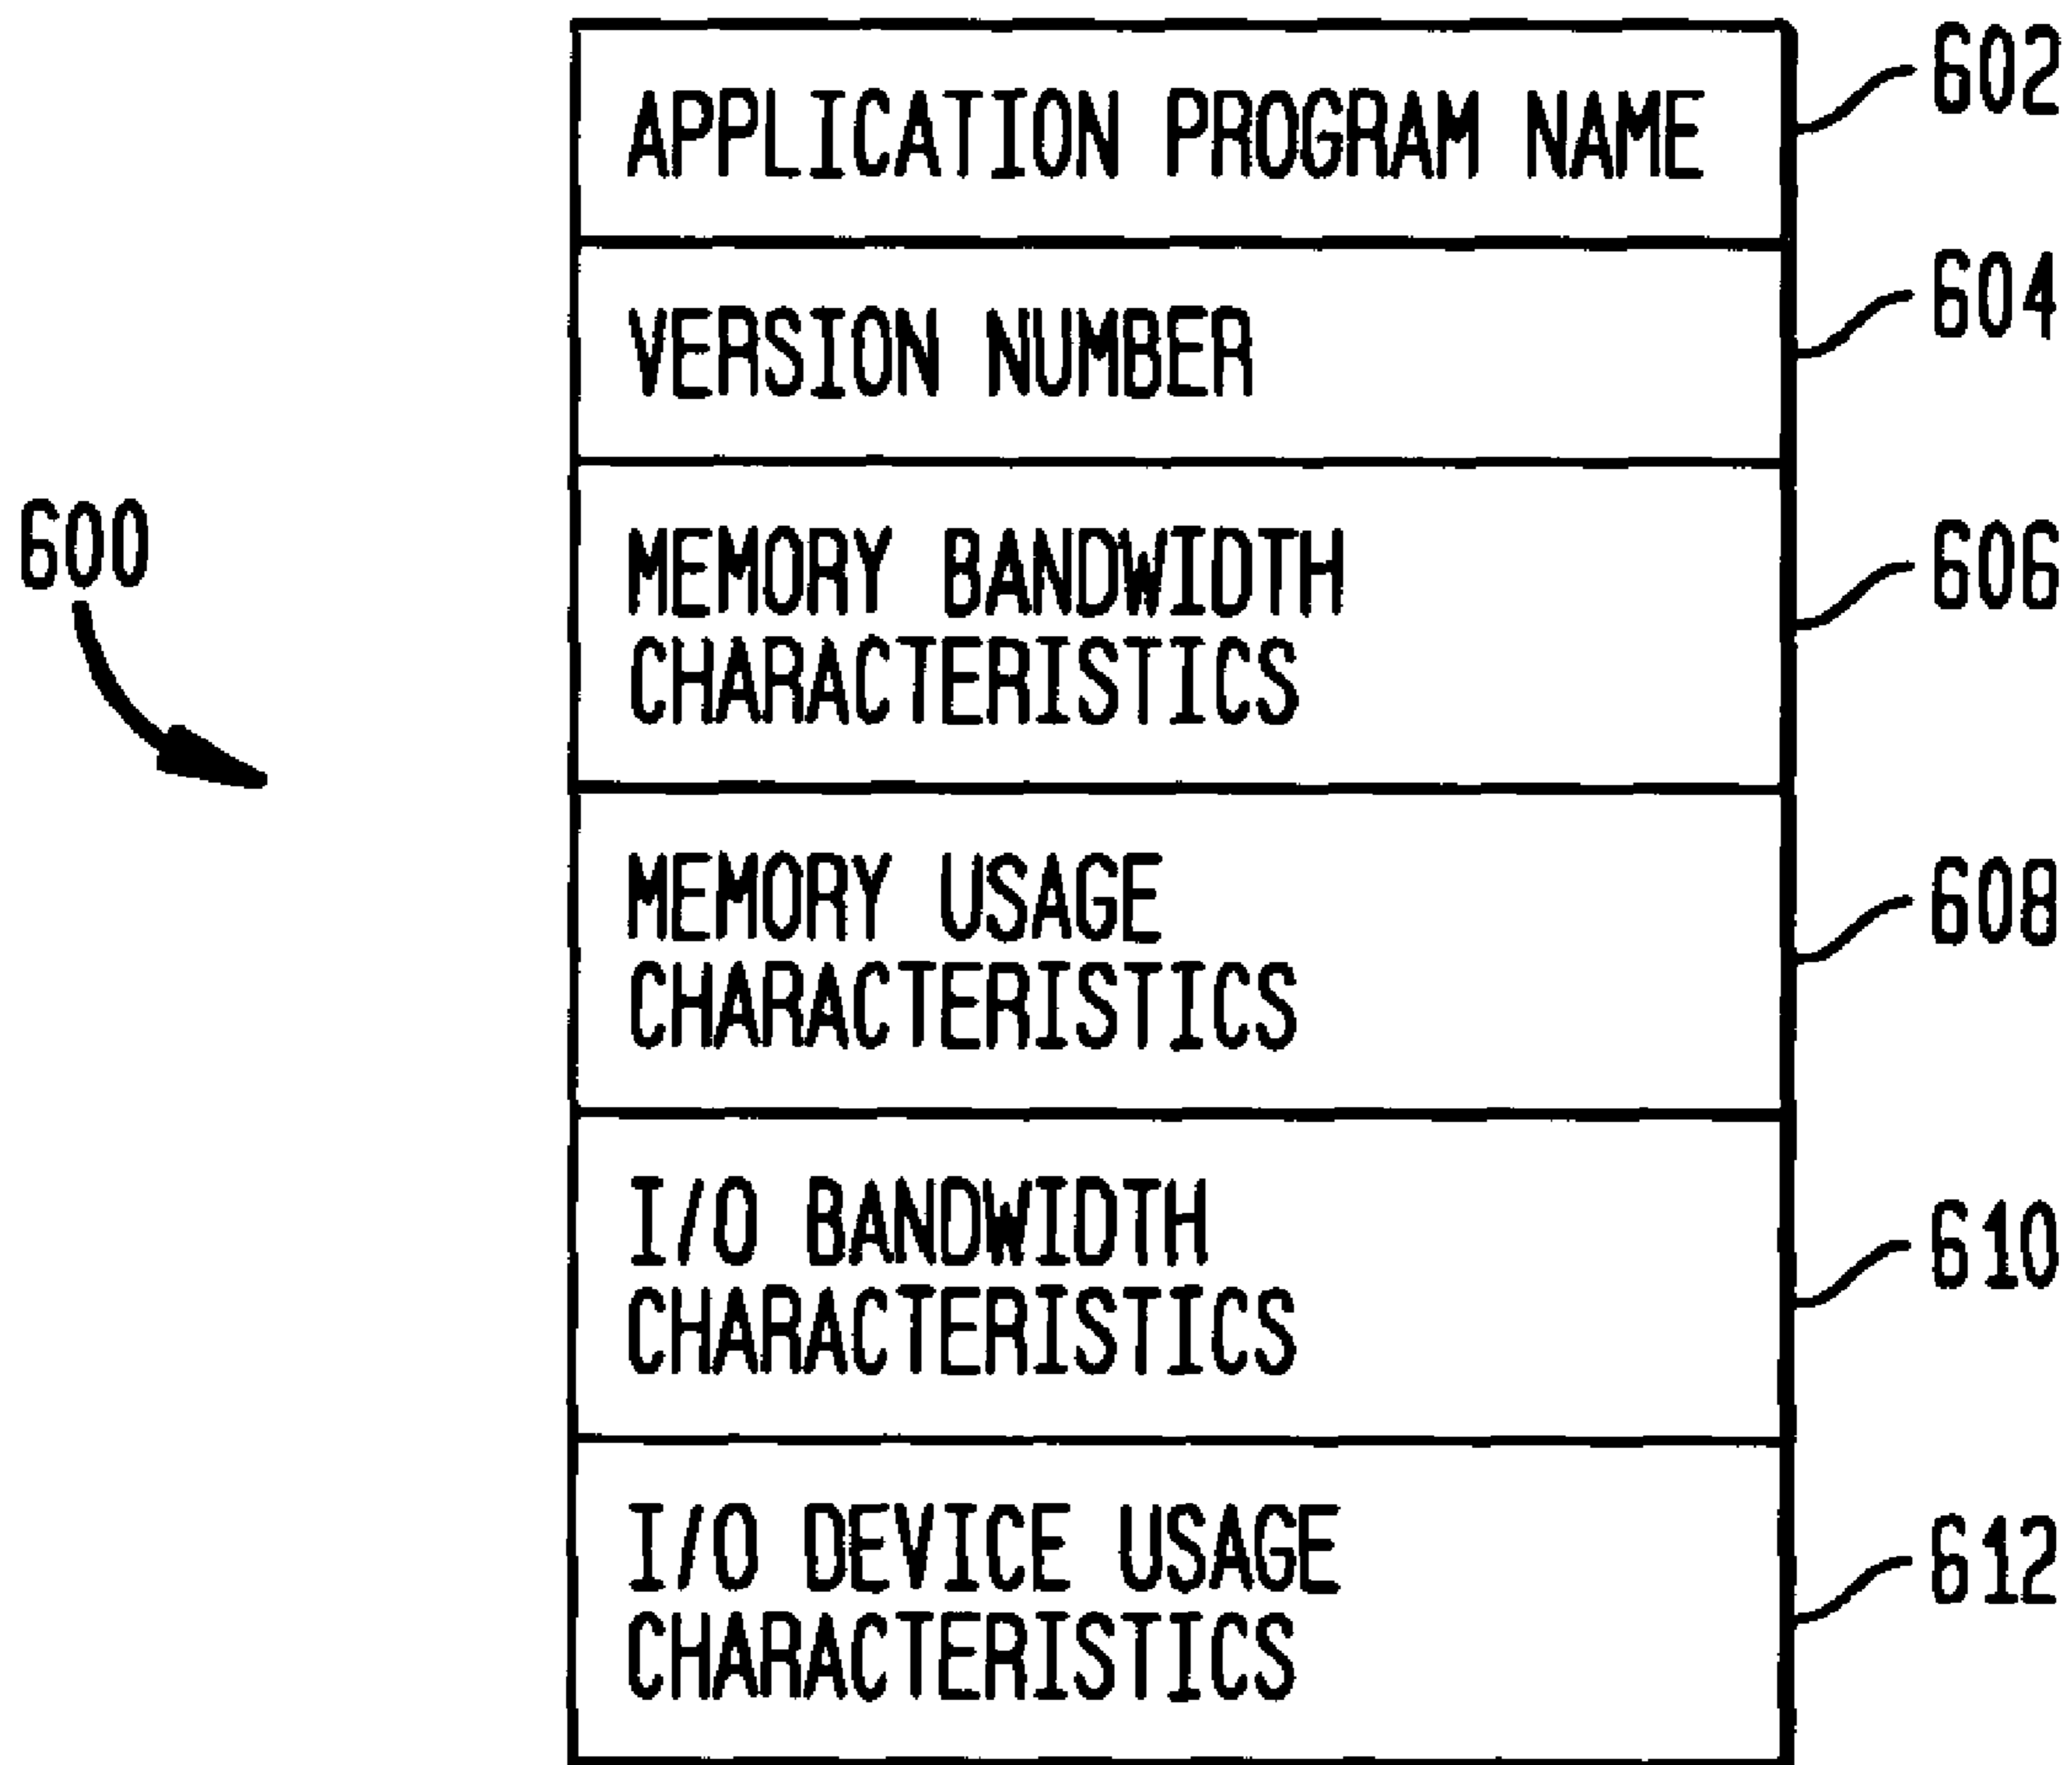 APPLICATION PROGRAM NAME 602
VERSION NUMBER 604
600
MEMORY BANDWIDTH 606
CHARACTERISTICS
MEMORY USAGE 608
CHARACTERISTICS
I/O BANDWIDTH 610
CHARACTERISTICS
I/O DEVICE USAGE 612
CHARACTERISTICS